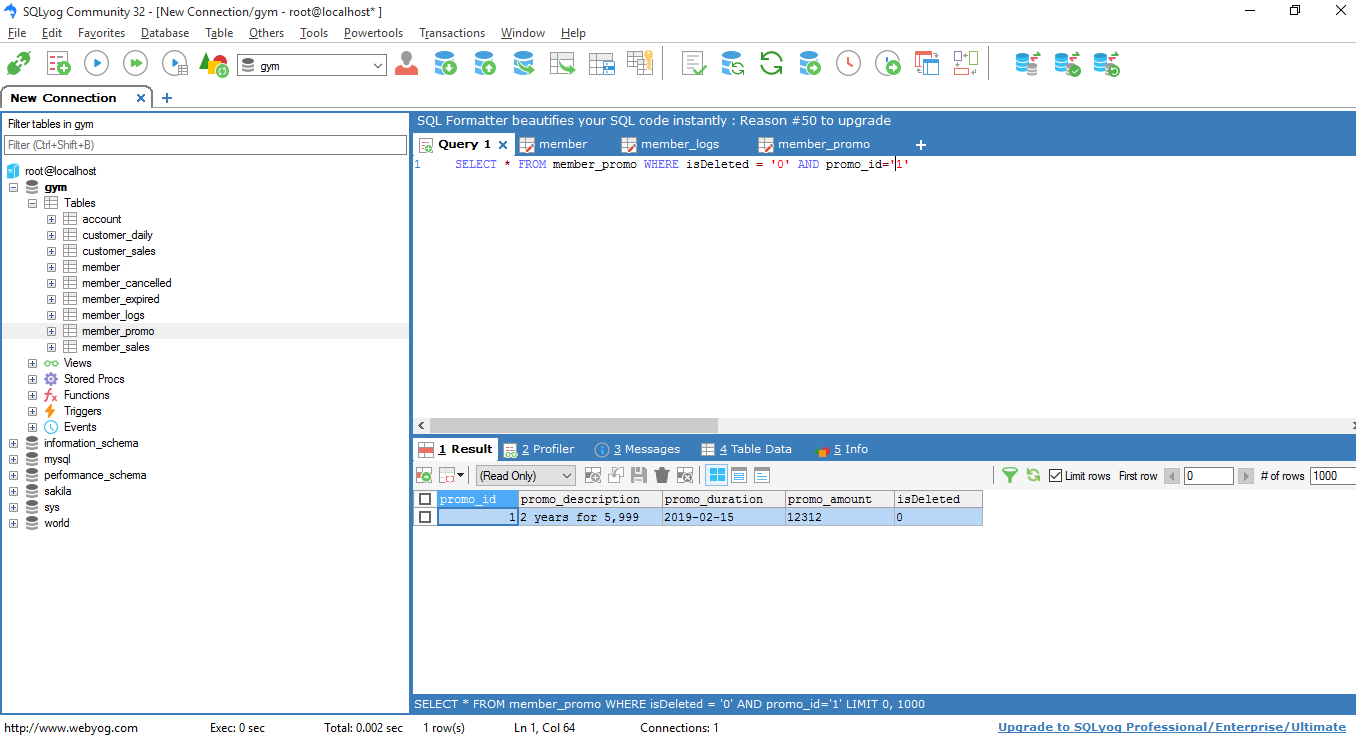 SQLyog Community 32 - [New Connection/gym - root@localhost* ]
File Edit Favorites Database Table Others Tools Powertools Transactions Window Help
gym
New Connection
Filter tables in gym
Filter (Ctrl+Shift+B)
root@localhost
gym
Tables
account
customer_daily
customer_sales
member
member_cancelled
member_expired
member_logs
member_promo
member_sales
Views
Stored Procs
Functions
Triggers
Events
information_schema
mysql
performance_schema
sakila
sys
world
SQL Formatter beautifies your SQL code instantly : Reason #50 to upgrade
Query 1 member member_logs member_promo
1 SELECT * FROM member_promo WHERE isDeleted = '0' AND promo_id='1'
1 Result 2 Profiler 3 Messages 4 Table Data 5 Info
(Read Only) Limit rows First row 0 # of rows 1000
promo_id promo_description promo_duration promo_amount isDeleted
1 2 years for 5,999 2019-02-15 12312 0
SELECT * FROM member_promo WHERE isDeleted = '0' AND promo_id='1' LIMIT 0, 1000
http://www.webyog.com Exec: 0 sec Total: 0.002 sec 1 row(s) Ln 1, Col 64 Connections: 1 Upgrade to SQLyog Professional/Enterprise/Ultimate